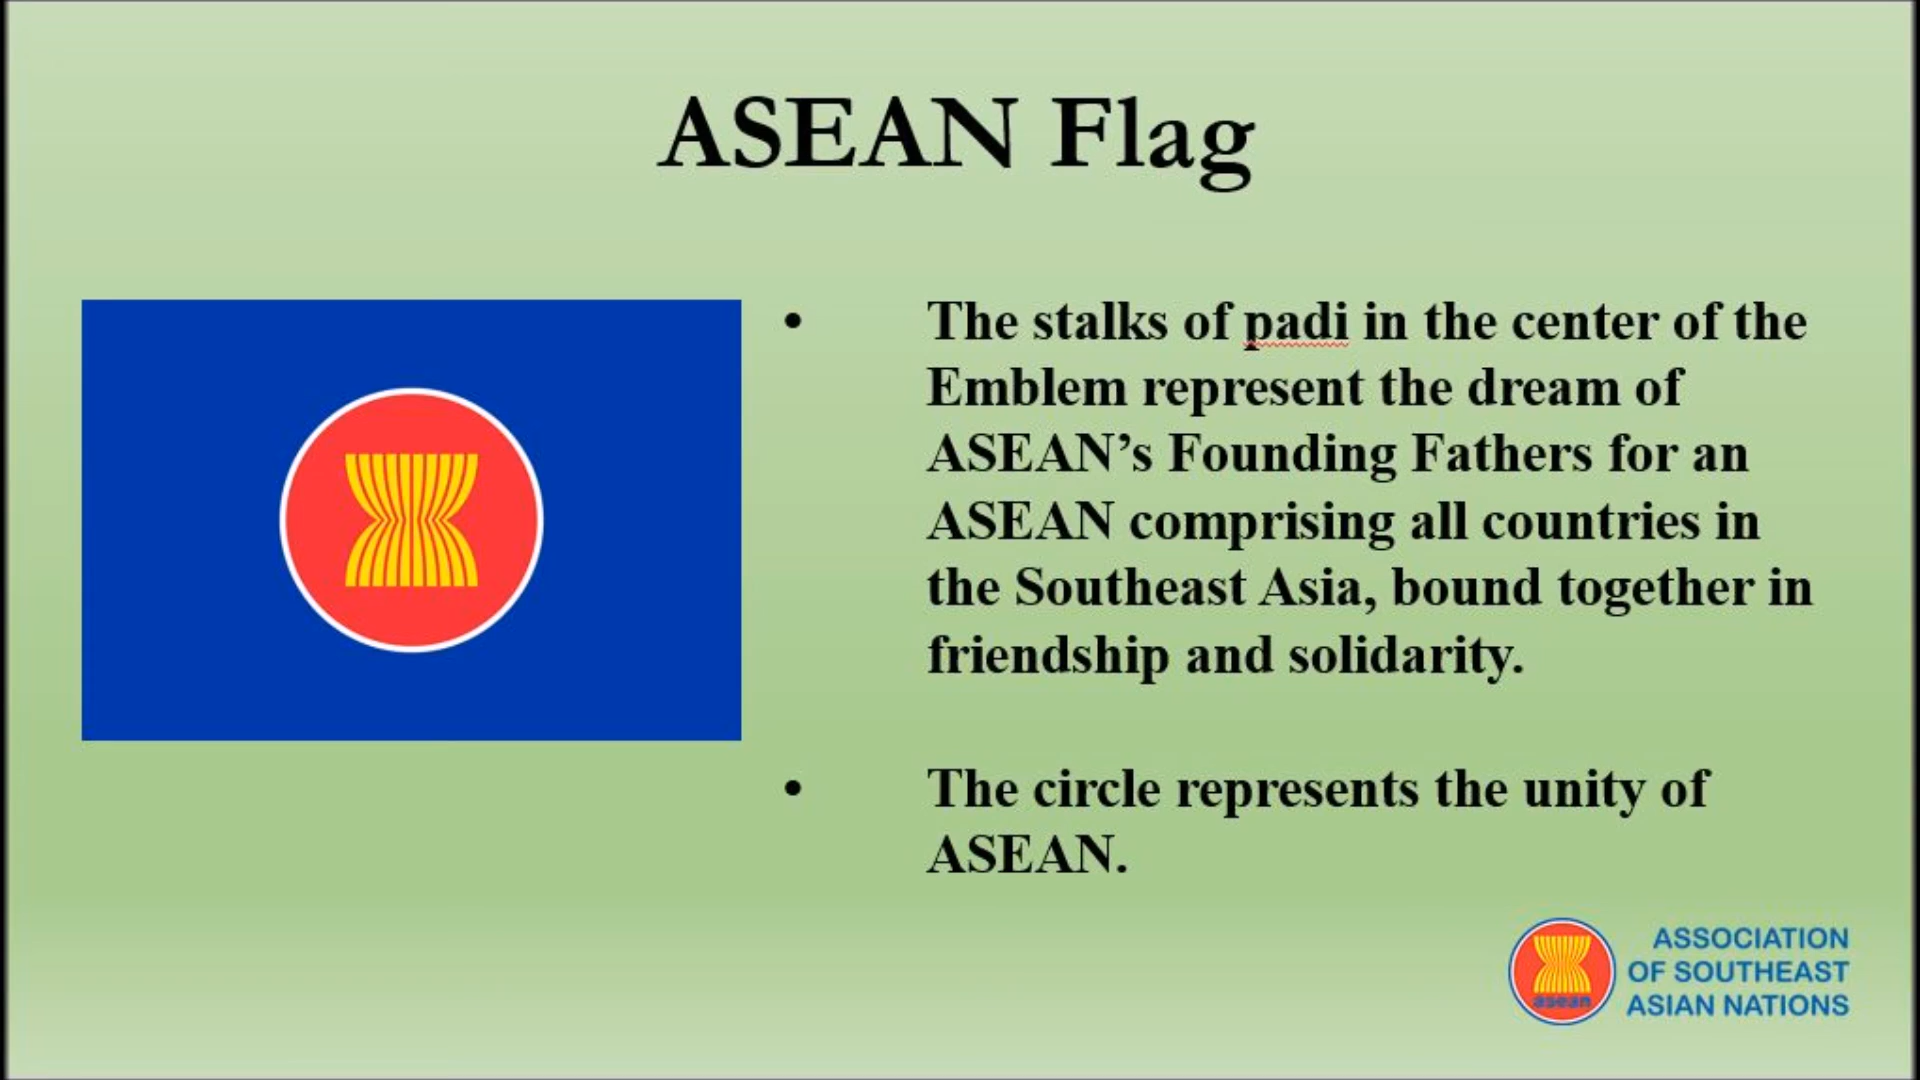 ASEAN Flag
• The stalks of padi in the center of the
Emblem represent the dream of
ASEAN’s Founding Fathers for an
ASEAN comprising all countries in
the Southeast Asia, bound together in
friendship and solidarity.
• The circle represents the unity of
ASEAN.
asean
ASSOCIATION
OF SOUTHEAST
ASIAN NATIONS